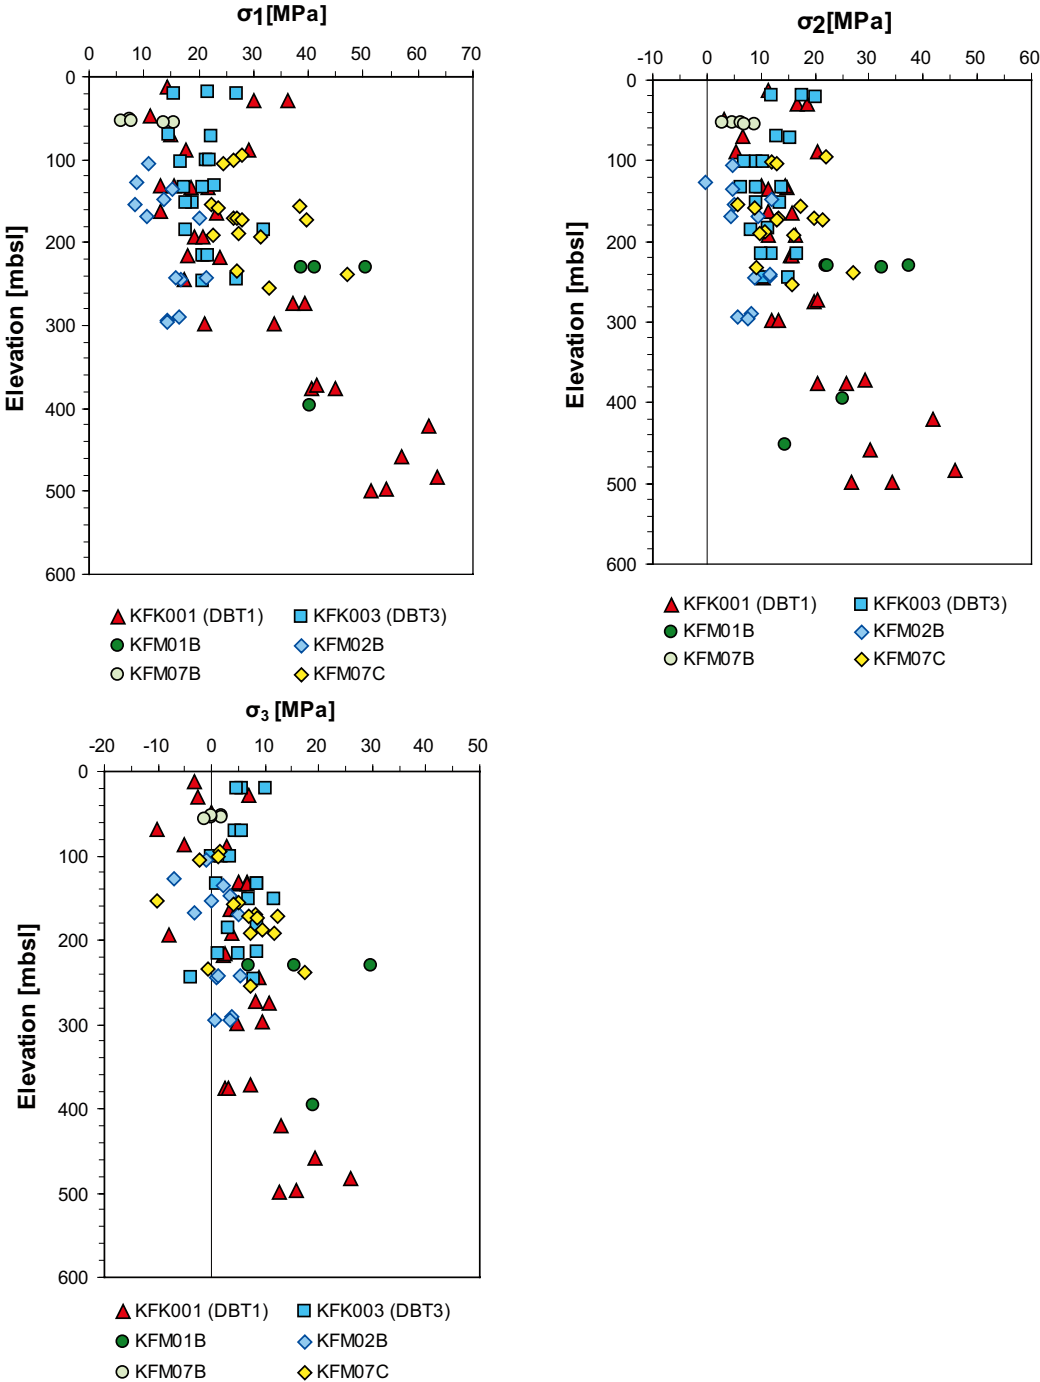 σ1[MPa]
0 10 20 30 40 50 60 70
0
100
200
300
400
500
600
Elevation [mbsl]
KFK001 (DBT1) KFK003 (DBT3)
KFM01B KFM02B
KFM07B KFM07C
σ2[MPa]
-10 0 10 20 30 40 50 60
0
100
200
300
400
500
600
Elevation [mbsl]
KFK001 (DBT1) KFK003 (DBT3)
KFM01B KFM02B
KFM07B KFM07C
σ3 [MPa]
-20 -10 0 10 20 30 40 50
0
100
200
300
400
500
600
Elevation [mbsl]
KFK001 (DBT1) KFK003 (DBT3)
KFM01B KFM02B
KFM07B KFM07C